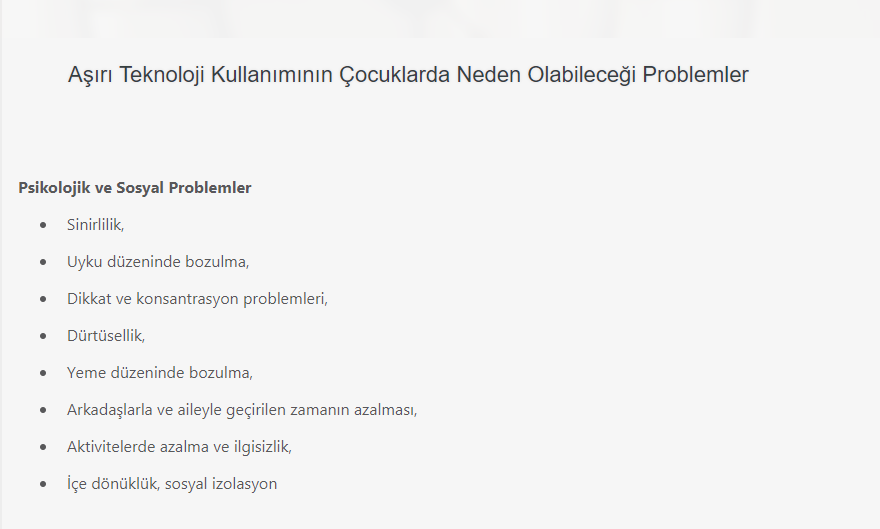 Aşırı Teknoloji Kullanımının Çocuklarda Neden Olabileceği Problemler
Psikolojik ve Sosyal Problemler
• Sinirlilik,
• Uyku düzeninde bozulma,
• Dikkat ve konsantrasyon problemleri,
• Dürtüsellik,
• Yeme düzeninde bozulma,
• Arkadaşlarla ve aileyle geçirilen zamanın azalması,
• Aktivitelerde azalma ve ilgisizlik,
• İçe dönüklük, sosyal izolasyon